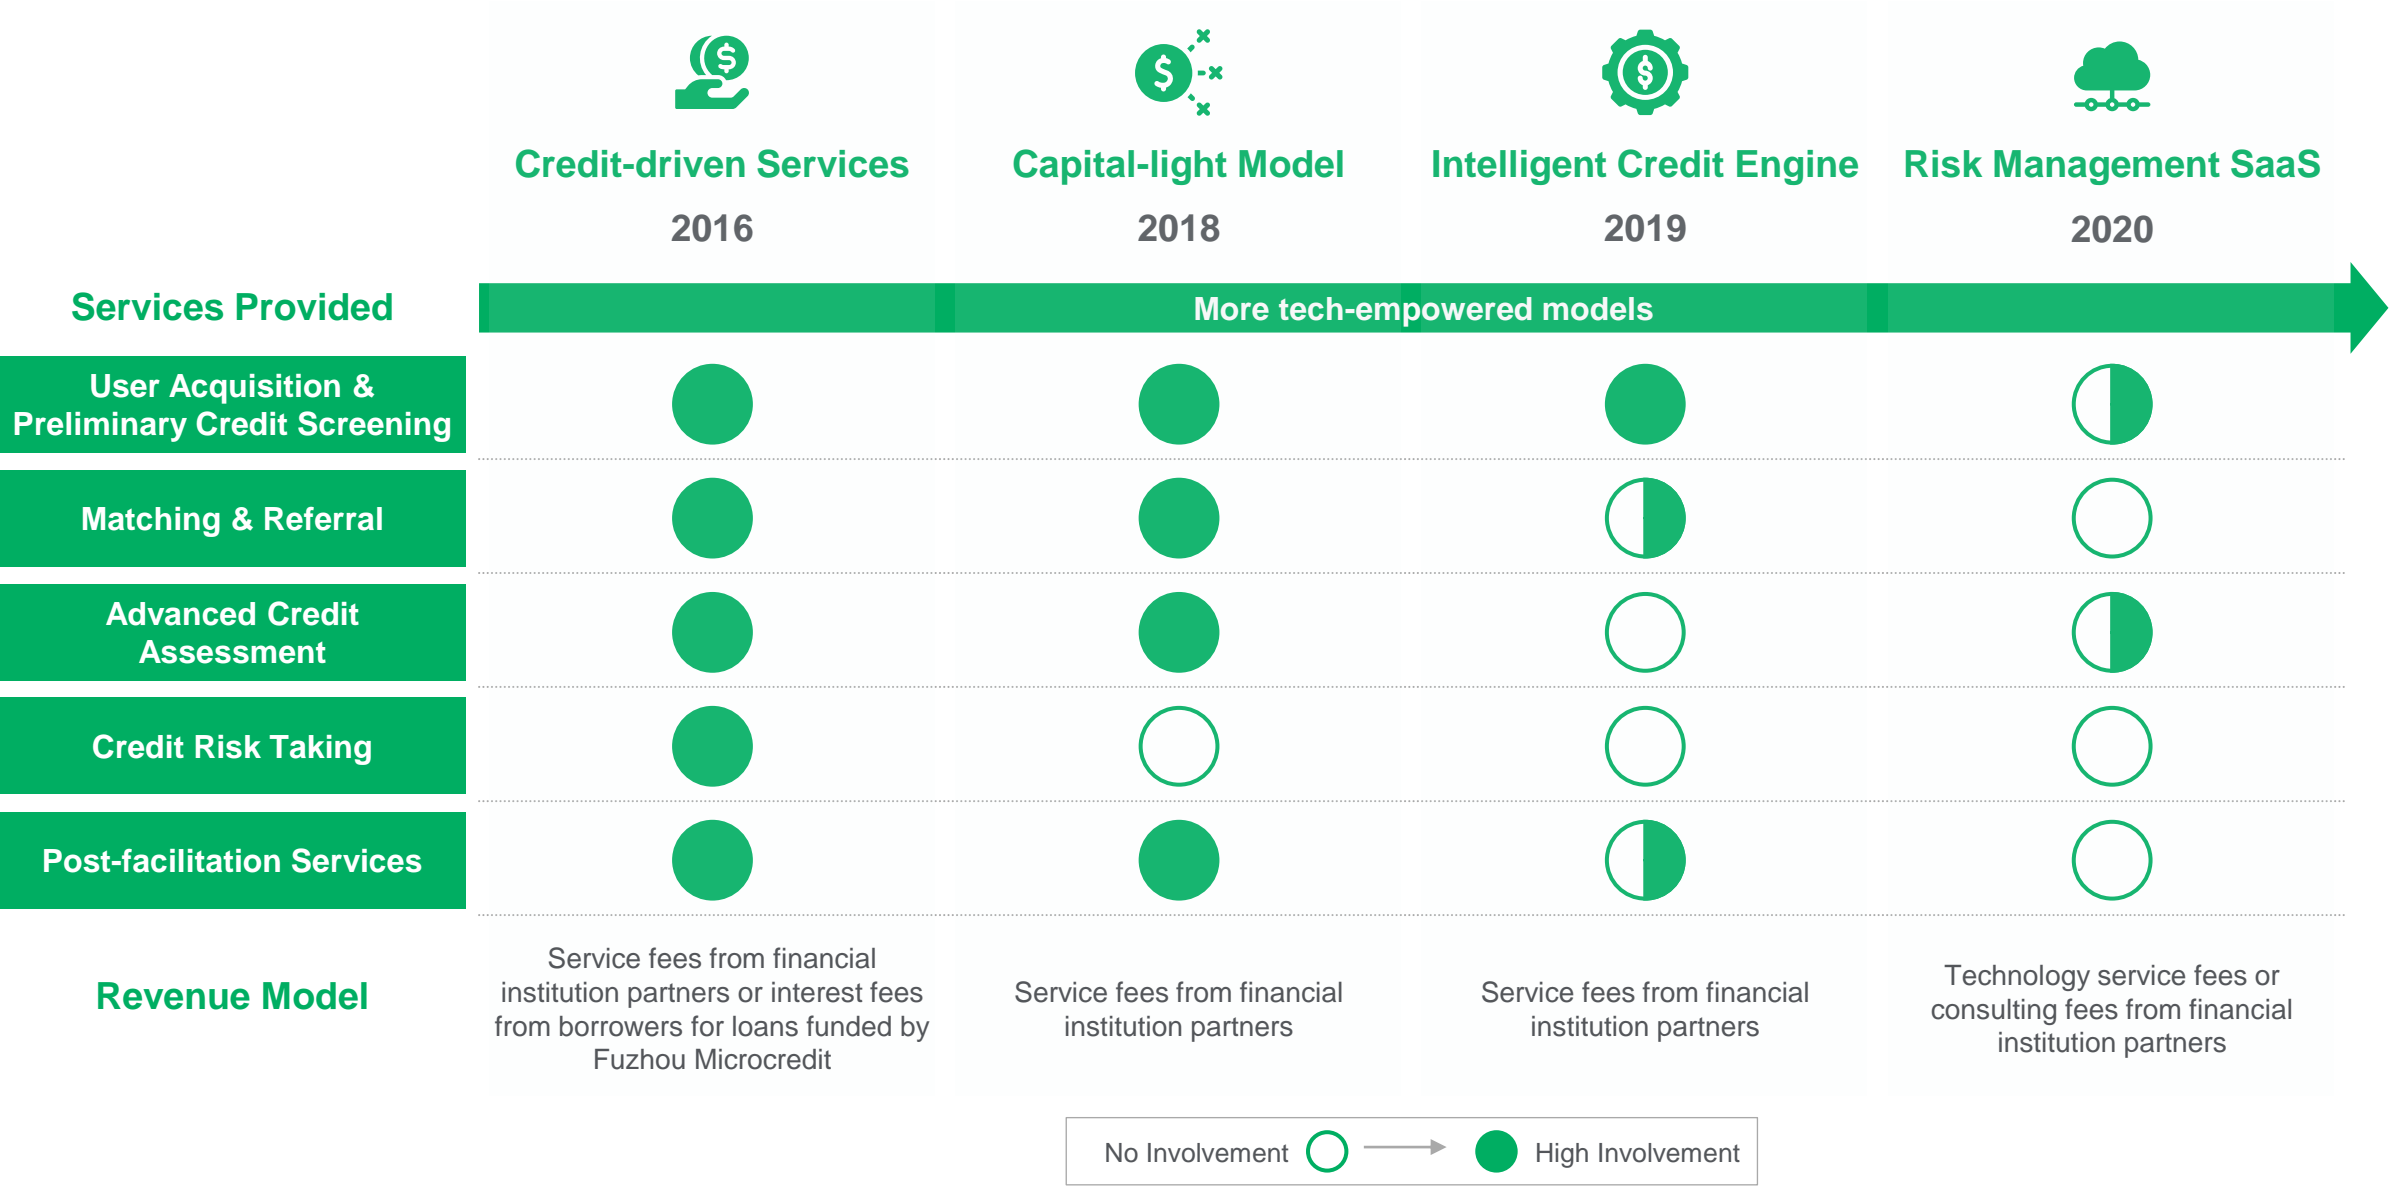 Credit-driven Services
Capital-light Model
Intelligent Credit Engine
Risk Management SaaS
2016
2018
2019
2020
Services Provided
More tech-empowered models
User Acquisition &
Preliminary Credit Screening
Matching & Referral
Advanced Credit
Assessment
Credit Risk Taking
Post-facilitation Services
Revenue Model
Service fees from financial
institution partners or interest fees
from borrowers for loans funded by
Fuzhou Microcredit
Service fees from financial
institution partners
Service fees from financial
institution partners
Technology service fees or
consulting fees from financial
institution partners
No Involvement
High Involvement